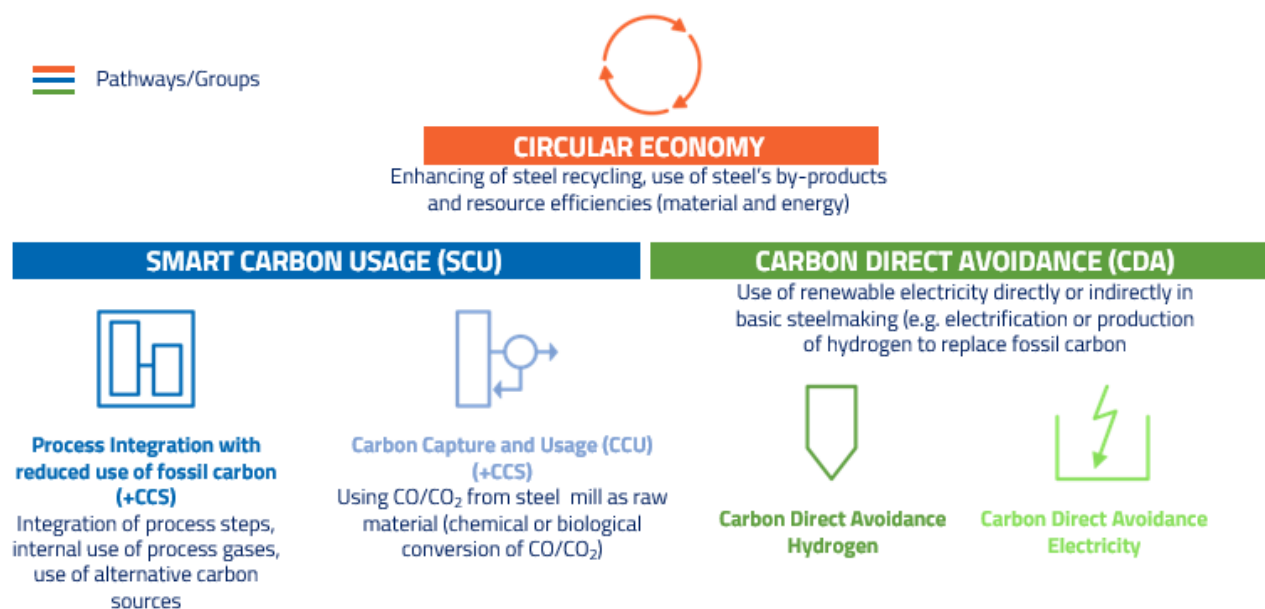 Pathways/Groups
CIRCULAR ECONOMY
Enhancing of steel recycling, use of steel's by-products
and resource efficiencies (material and energy)
SMART CARBON USAGE (SCU)
Process Integration with
reduced use of fossil carbon
(+CCS)
Integration of process steps,
internal use of process gases,
use of alternative carbon
sources
Carbon Capture and Usage (CCU)
(+CCS)
Using CO/CO₂ from steel mill as raw
material (chemical or biological
conversion of CO/CO₂)
CARBON DIRECT AVOIDANCE (CDA)
Use of renewable electricity directly or indirectly in
basic steelmaking (e.g. electrification or production
of hydrogen to replace fossil carbon
Carbon Direct Avoidance
Hydrogen
Carbon Direct Avoidance
Electricity